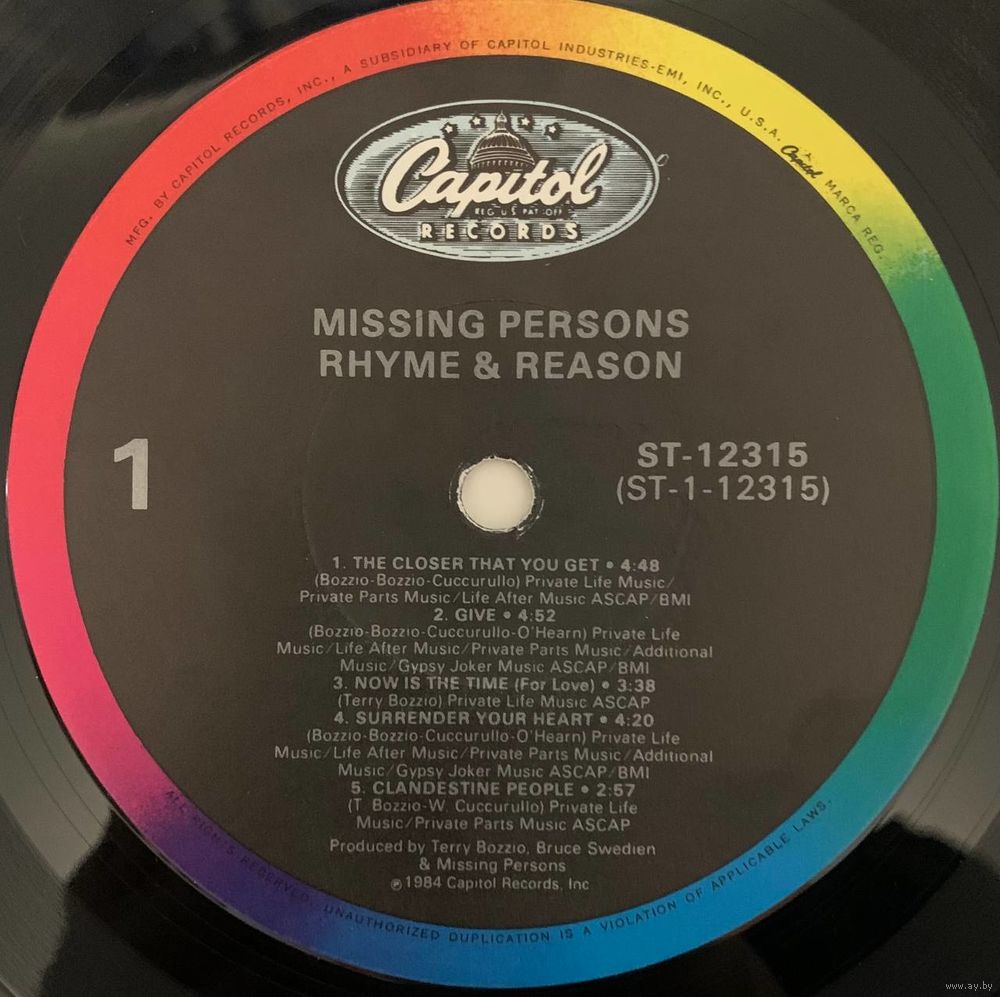 MFG. BY CAPITOL RECORDS, INC., A SUBSIDIARY OF CAPITOL INDUSTRIES-EMI, INC., U.S.A. Capitol MARCA REG.
Capitol
REG. U.S. PAT. OFF.
RECORDS
MISSING PERSONS
RHYME & REASON
1
ST-12315
(ST-1-12315)
1. THE CLOSER THAT YOU GET • 4:48
(Bozzio-Bozzio-Cuccurullo) Private Life Music/
Private Parts Music/Life After Music ASCAP/BMI
2. GIVE • 4:52
(Bozzio-Bozzio-Cuccurullo-O'Hearn) Private Life
Music/Life After Music/Private Parts Music/Additional
Music/Gypsy Joker Music ASCAP/BMI
3. NOW IS THE TIME (For Love) • 3:38
(Terry Bozzio) Private Life Music ASCAP
4. SURRENDER YOUR HEART • 4:20
(Bozzio-Bozzio-Cuccurullo-O'Hearn) Private Life
Music/Life After Music/Private Parts Music/Additional
Music/Gypsy Joker Music ASCAP/BMI
5. CLANDESTINE PEOPLE • 2:57
(T. Bozzio-W. Cuccurullo) Private Life
Music/Private Parts Music ASCAP
Produced by Terry Bozzio, Bruce Swedien
& Missing Persons
℗1984 Capitol Records, Inc
ALL RIGHTS RESERVED. UNAUTHORIZED DUPLICATION IS A VIOLATION OF APPLICABLE LAWS.
www.ay.by